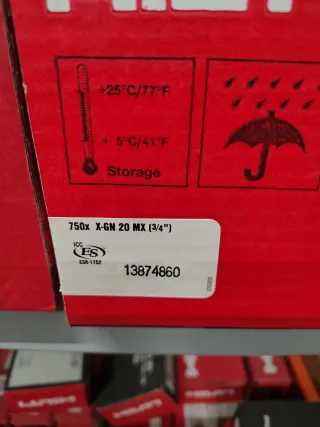 +25°C/77°F
+ 5°C/41°F
Storage
750x X-GN 20 MX (3/4")
ICC
ES
ESR-1752
13874860